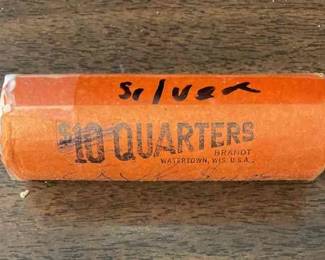 Silver
$10 QUARTERS
BRANDT
WATERTOWN, WIS. U.S.A.